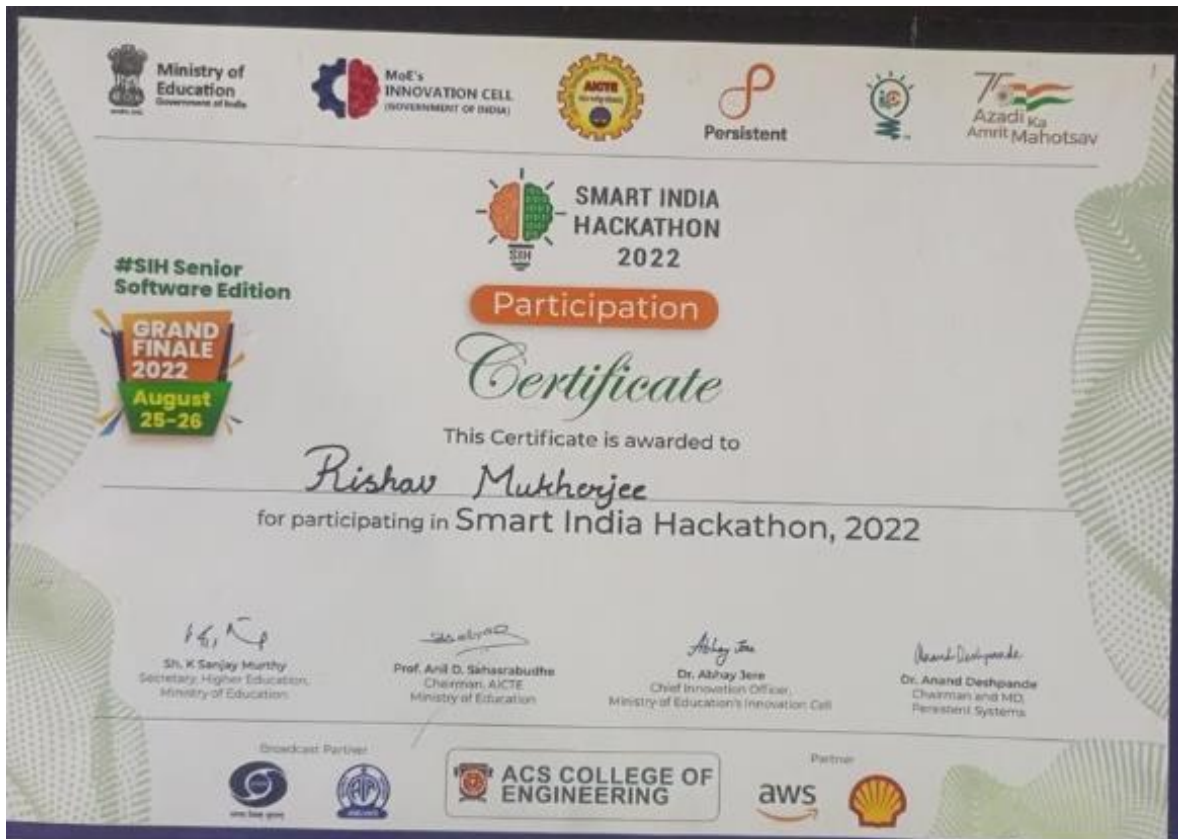 Ministry of
Education
Government of India
MoE's
INNOVATION CELL
(GOVERNMENT OF INDIA)
AICTE
Persistent
75
Azadi Ka
Amrit Mahotsav
SMART INDIA
HACKATHON
2022
SIH
#SIH Senior
Software Edition
GRAND
FINALE
2022
August
25-26
Participation
Certificate
This Certificate is awarded to
Rishav Mukherjee
for participating in Smart India Hackathon, 2022
Abhay Jere
Anand Deshpande
Sh. K Sanjay Murthy
Secretary, Higher Education,
Ministry of Education
Prof. Anil D. Sahasrabudhe
Chairman, AICTE
Ministry of Education
Dr. Abhay Jere
Chief Innovation Officer,
Ministry of Education's Innovation Cell
Dr. Anand Deshpande
Chairman and MD,
Persistent Systems
Broadcast Partner
ACS COLLEGE OF
ENGINEERING
Partner
aws